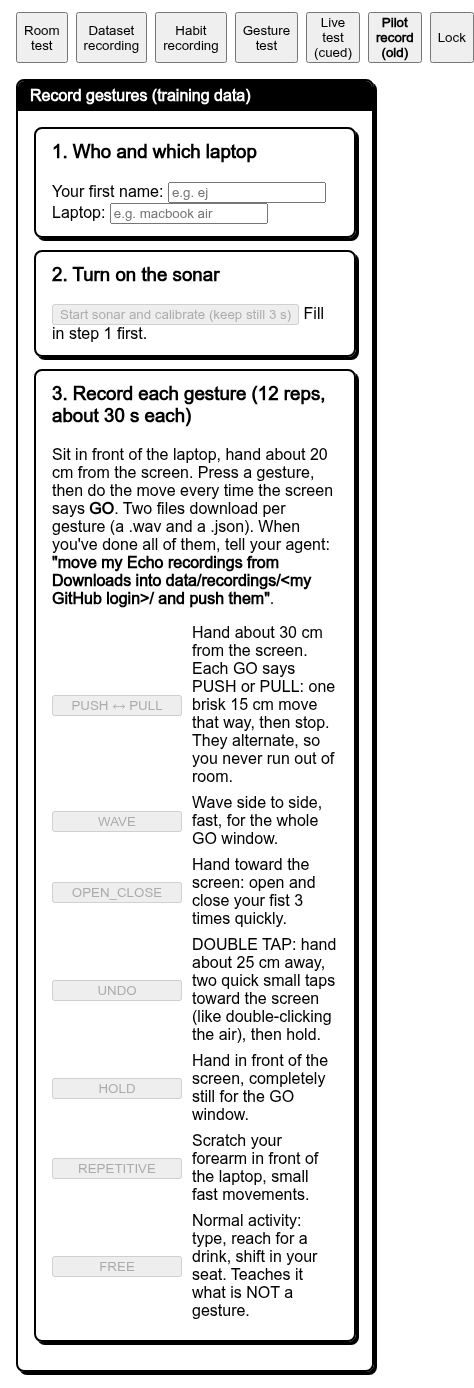 Room
test
Dataset
recording
Habit
recording
Gesture
test
Live
test
(cued)
Pilot
record
(old)
Lock
Record gestures (training data)
1. Who and which laptop
Your first name: e.g. ej
Laptop: e.g. macbook air
2. Turn on the sonar
Start sonar and calibrate (keep still 3 s) Fill
in step 1 first.
3. Record each gesture (12 reps,
about 30 s each)
Sit in front of the laptop, hand about 20
cm from the screen. Press a gesture,
then do the move every time the screen
says GO. Two files download per
gesture (a .wav and a .json). When
you've done all of them, tell your agent:
"move my Echo recordings from
Downloads into data/recordings/<my
GitHub login>/ and push them".
PUSH ↔ PULL
Hand about 30 cm
from the screen.
Each GO says
PUSH or PULL: one
brisk 15 cm move
that way, then stop.
They alternate, so
you never run out of
room.
WAVE
Wave side to side,
fast, for the whole
GO window.
OPEN_CLOSE
Hand toward the
screen: open and
close your fist 3
times quickly.
UNDO
DOUBLE TAP: hand
about 25 cm away,
two quick small taps
toward the screen
(like double-clicking
the air), then hold.
HOLD
Hand in front of the
screen, completely
still for the GO
window.
REPETITIVE
Scratch your
forearm in front of
the laptop, small
fast movements.
FREE
Normal activity:
type, reach for a
drink, shift in your
seat. Teaches it
what is NOT a
gesture.